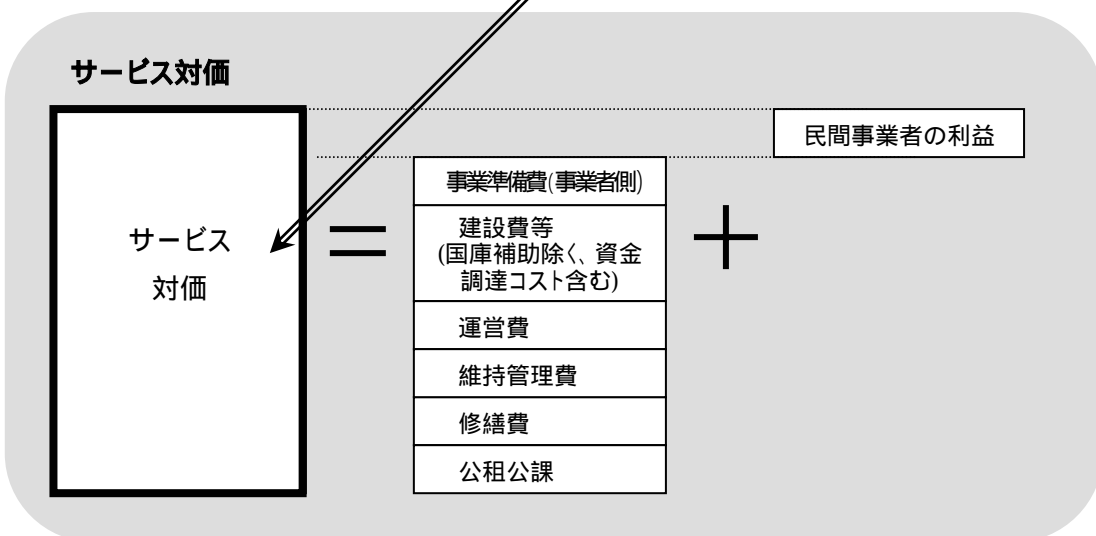 サービス対価
民間事業者の利益
事業準備費(事業者側)
サービス
対価
＝
建設費等
(国庫補助除く、資金
調達コスト含む)
＋
運営費
維持管理費
修繕費
公租公課